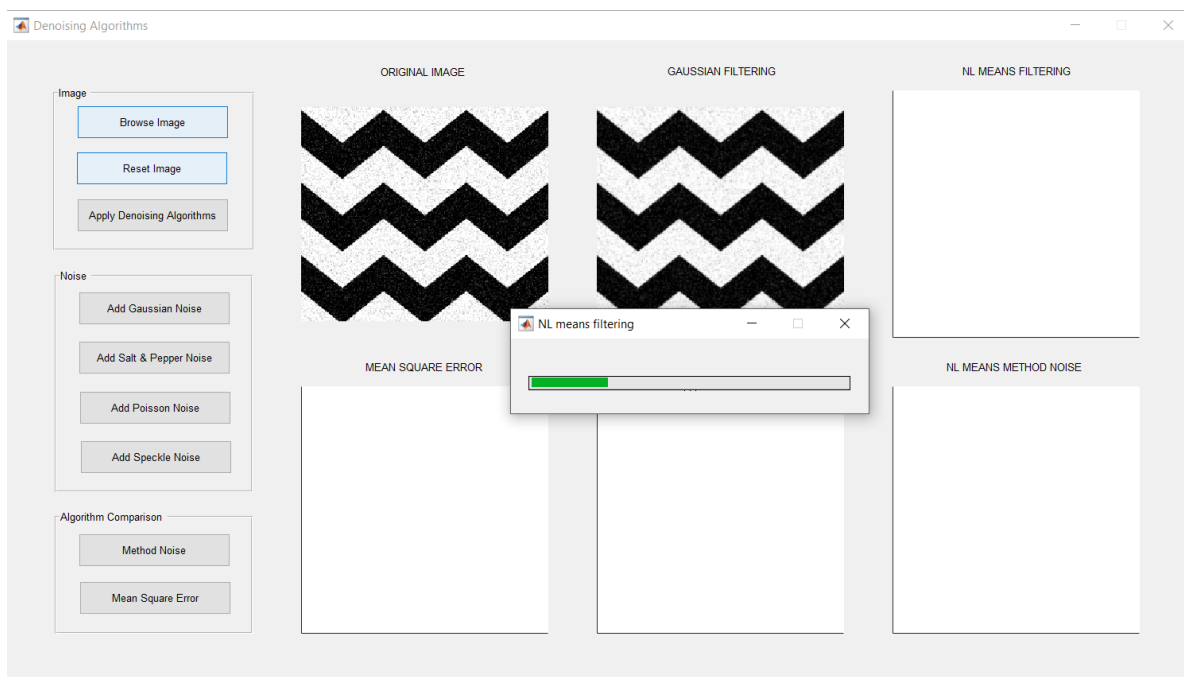 Denoising Algorithms
ORIGINAL IMAGE
GAUSSIAN FILTERING
NL MEANS FILTERING
Image
Browse Image
Reset Image
Apply Denoising Algorithms
Noise
Add Gaussian Noise
Add Salt & Pepper Noise
Add Poisson Noise
Add Speckle Noise
NL means filtering
MEAN SQUARE ERROR
NL MEANS METHOD NOISE
Algorithm Comparison
Method Noise
Mean Square Error